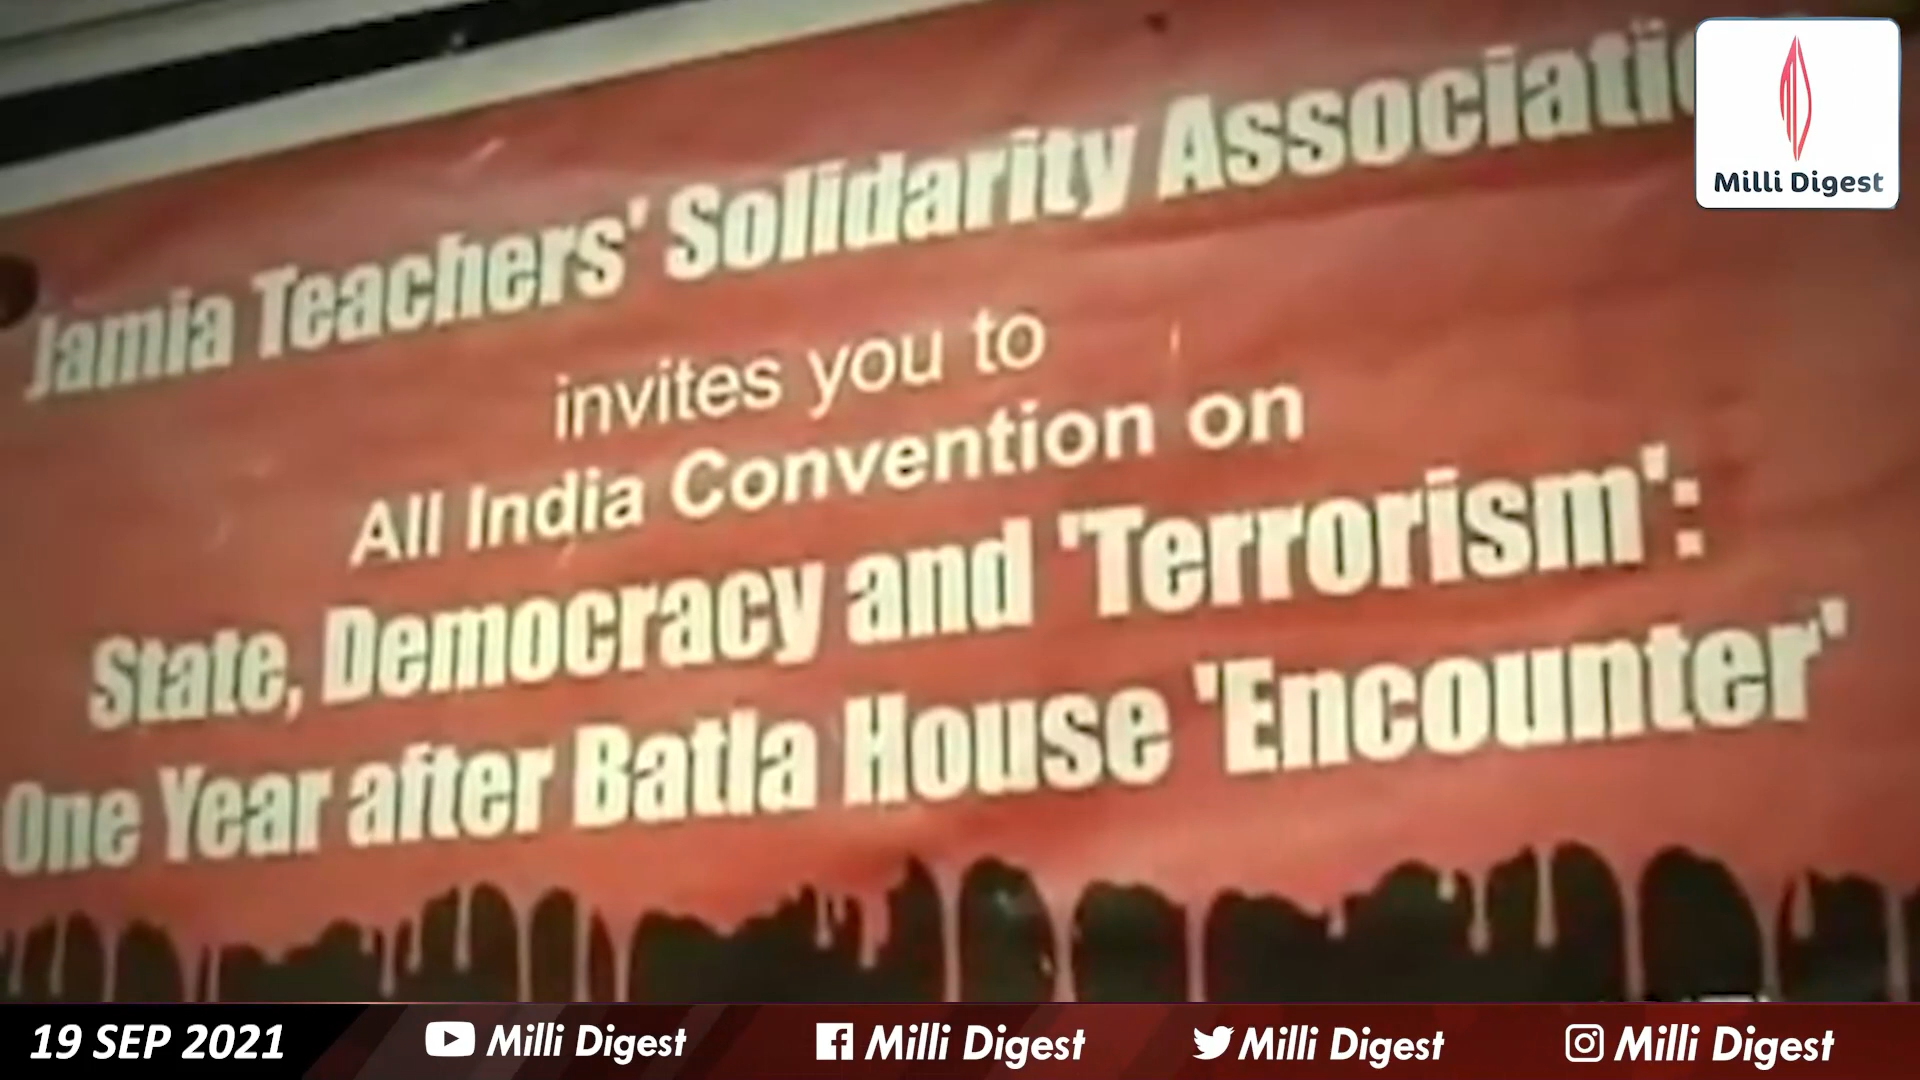 Jamia Teachers' Solidarity Associatio
invites you to
All India Convention on
State, Democracy and 'Terrorism':
One Year after Batla House 'Encounter'
Milli Digest
19 SEP 2021
Milli Digest
Milli Digest
Milli Digest
Milli Digest